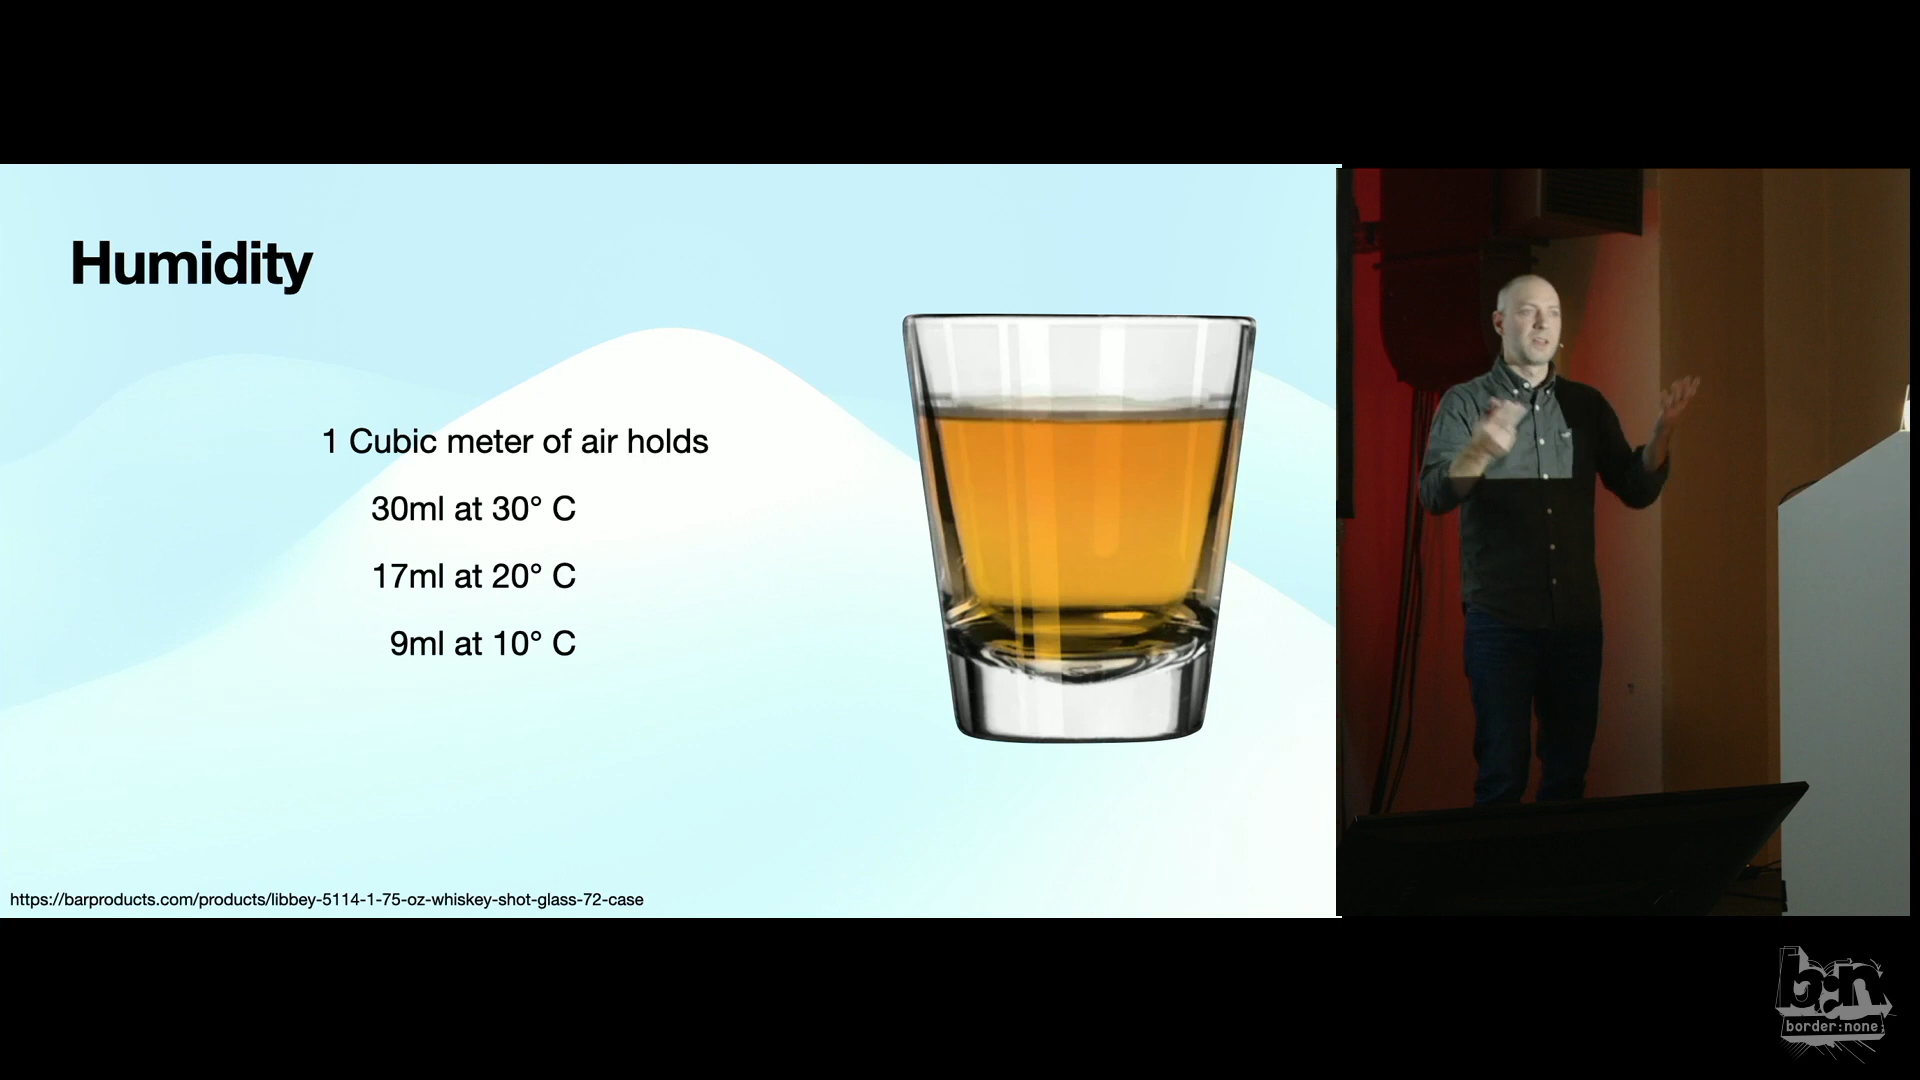 Humidity
1 Cubic meter of air holds
30ml at 30° C
17ml at 20° C
9ml at 10° C
https://barproducts.com/products/libbey-5114-1-75-oz-whiskey-shot-glass-72-case
b:n
border:none